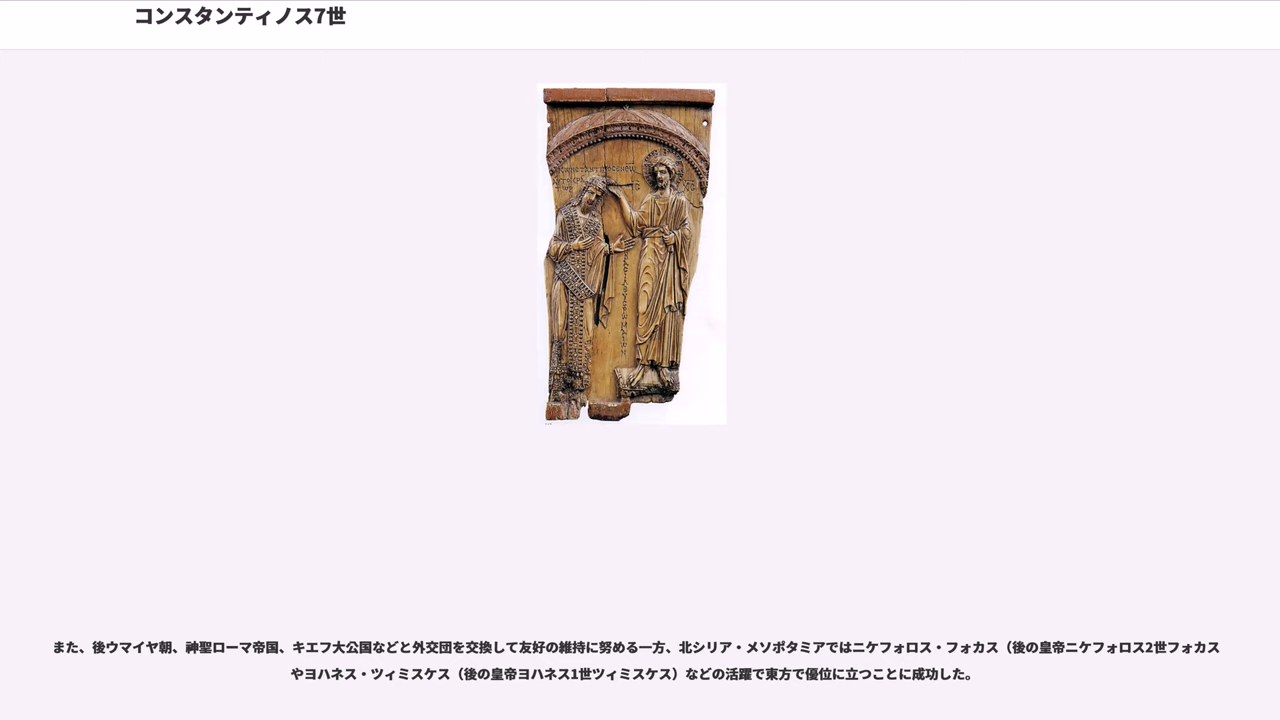 コンスタンティノス7世
また、後ウマイヤ朝、神聖ローマ帝国、キエフ大公国などと外交団を交換して友好の維持に努める一方、北シリア・メソポタミアではニケフォロス・フォカス（後の皇帝ニケフォロス2世フォカス
やヨハネス・ツィミスケス（後の皇帝ヨハネス1世ツィミスケス）などの活躍で東方で優位に立つことに成功した。